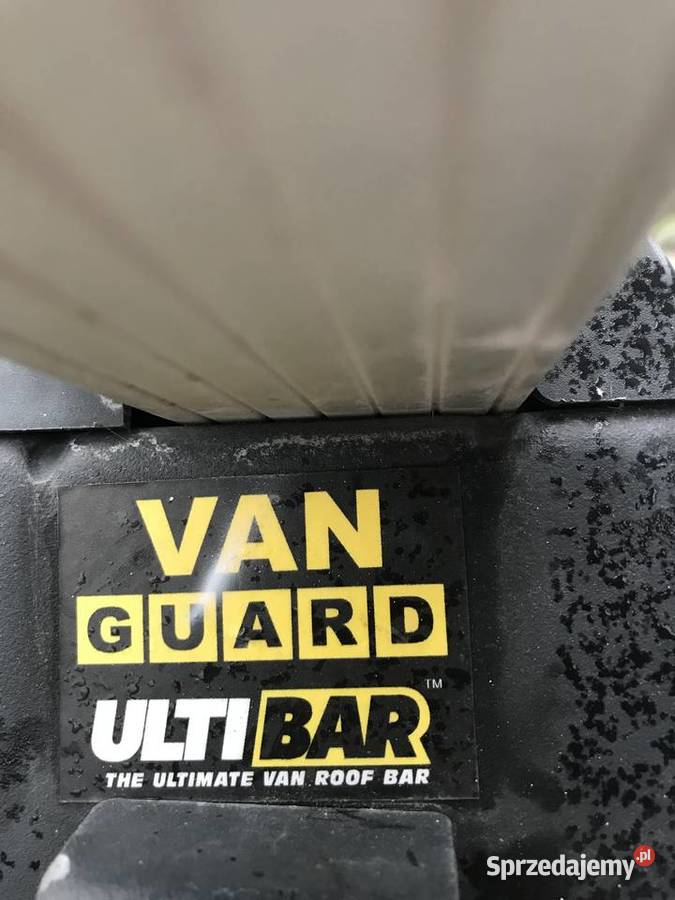 VAN
GUARD
ULTIBAR™
THE ULTIMATE VAN ROOF BAR
Sprzedajemy.pl